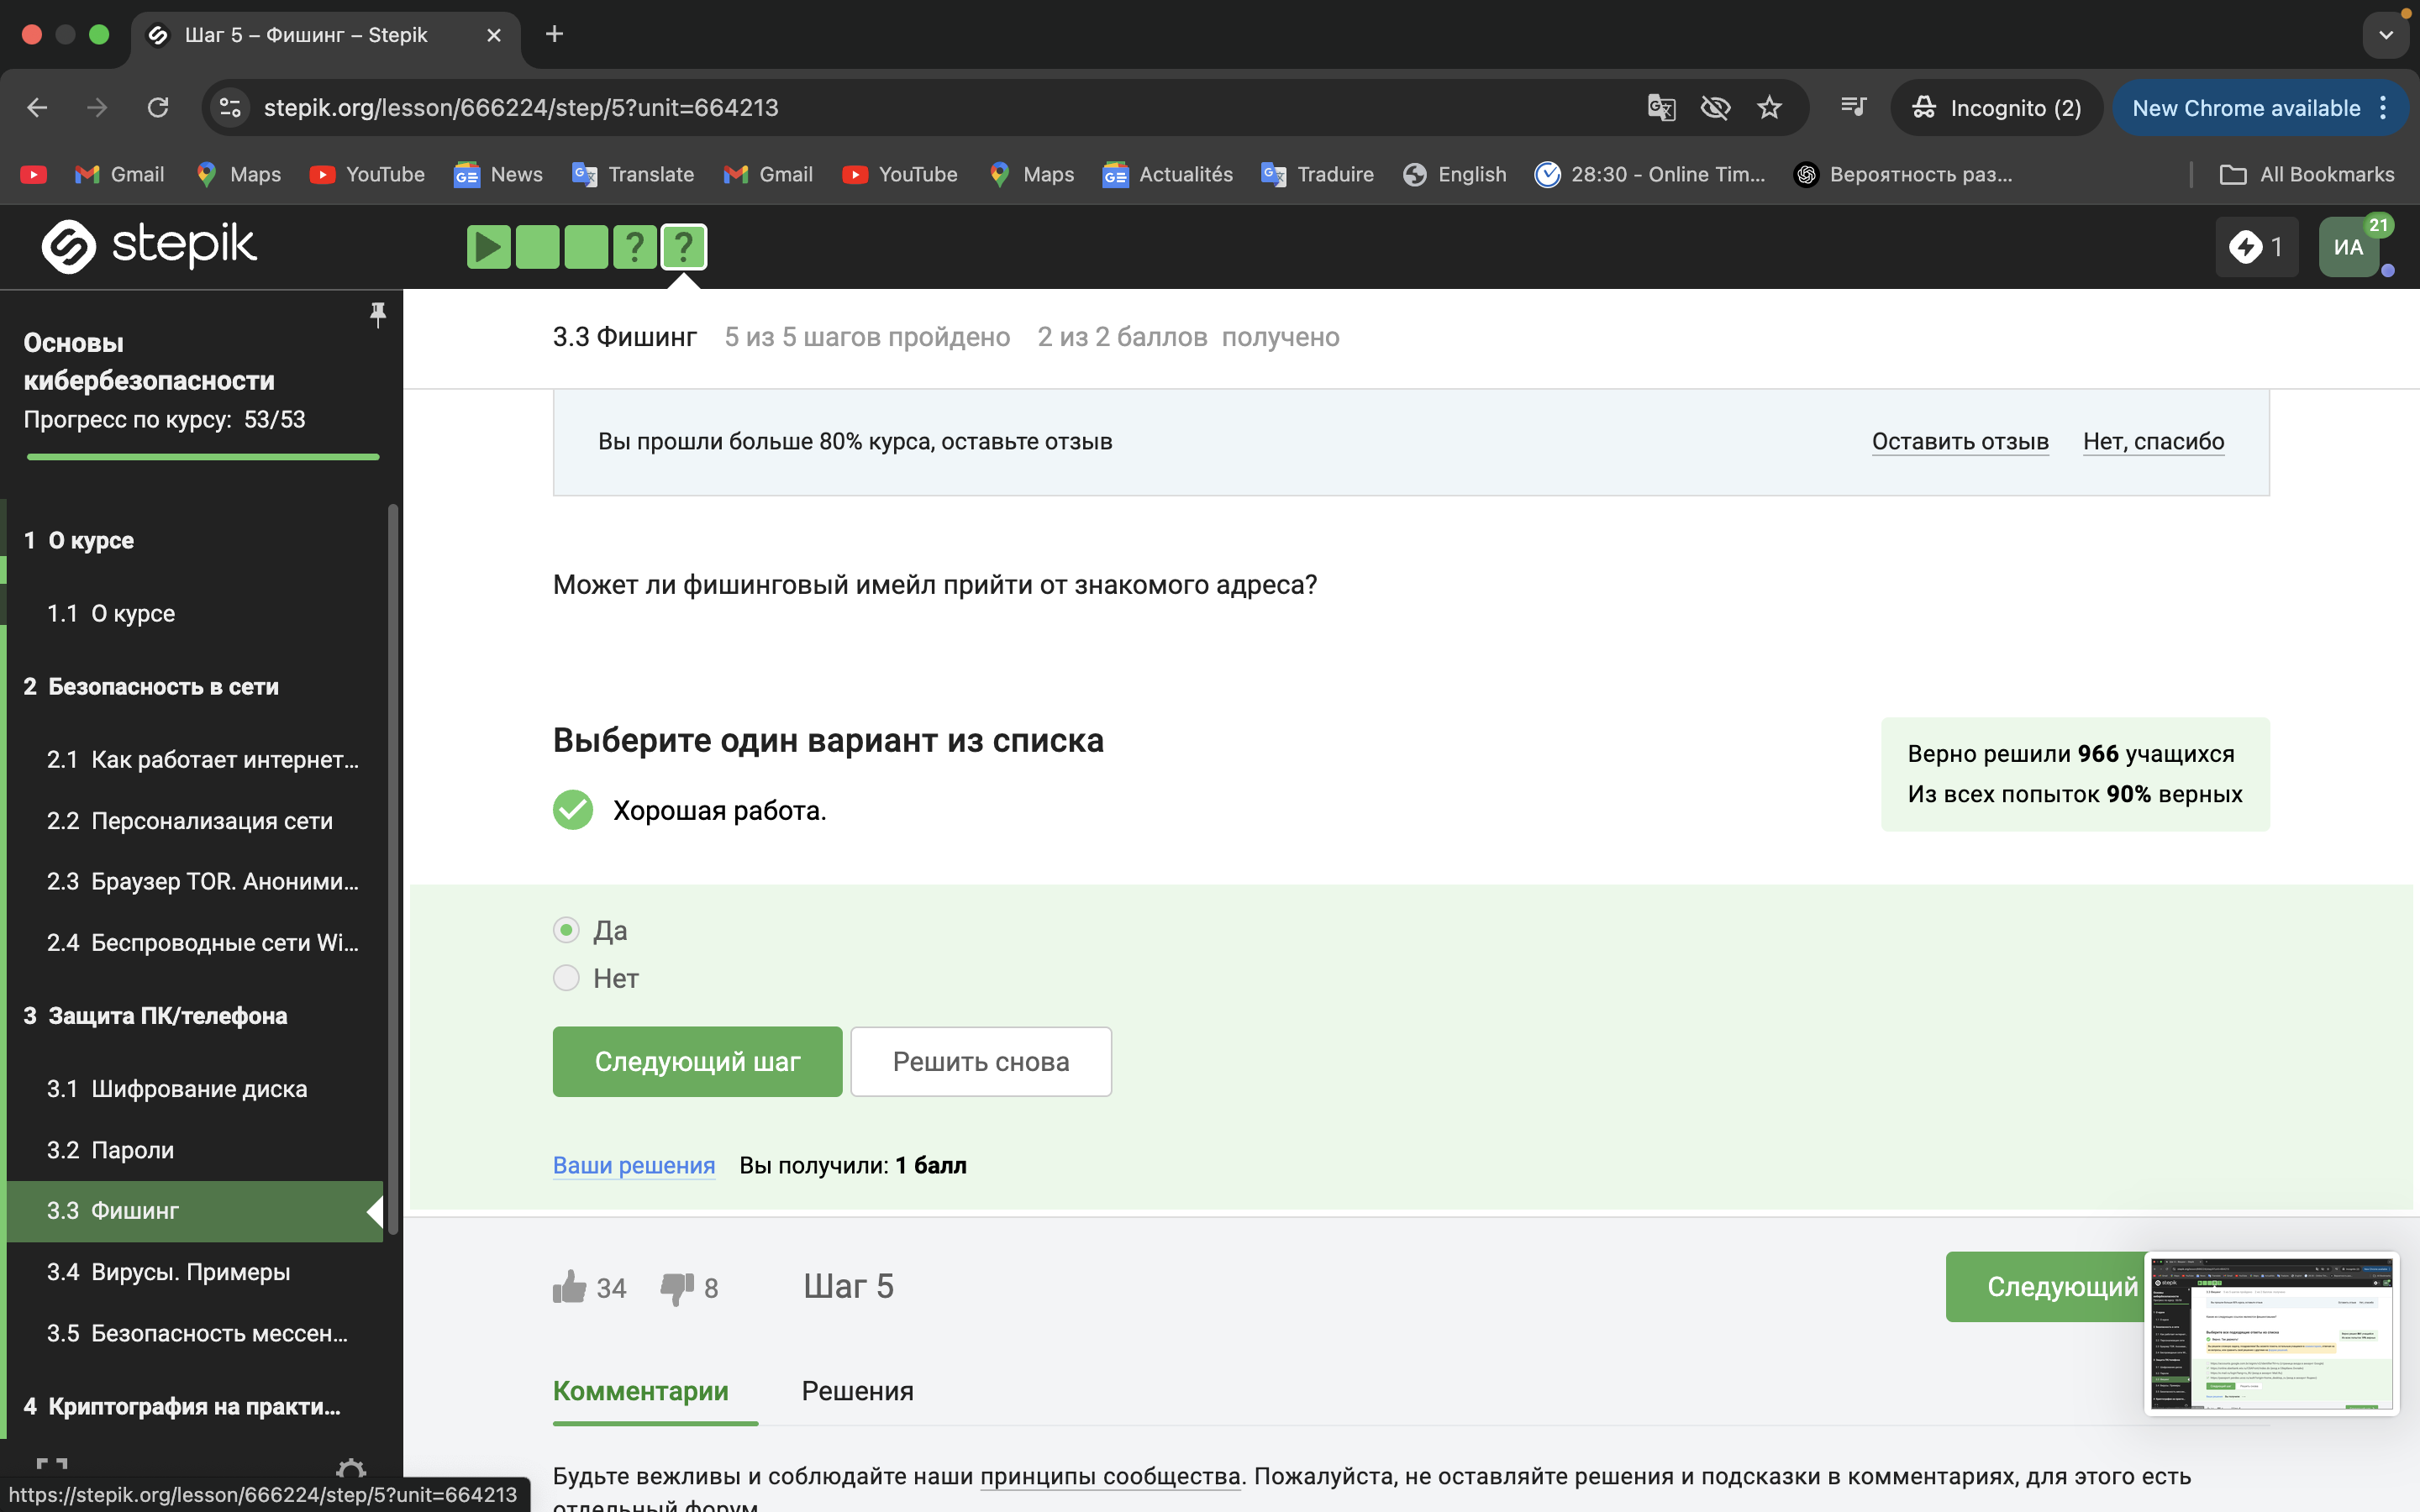 Шаг 5 – Фишинг – Stepik
stepik.org/lesson/666224/step/5?unit=664213
Incognito (2)
New Chrome available
Gmail
Maps
YouTube
News
Translate
Gmail
YouTube
Maps
Actualités
Traduire
English
28:30 - Online Tim...
Вероятность раз...
All Bookmarks
stepik
? ?
1
ИА
21
Основы
кибербезопасности
Прогресс по курсу: 53/53
1 О курсе
1.1 О курсе
2 Безопасность в сети
2.1 Как работает интернет...
2.2 Персонализация сети
2.3 Браузер TOR. Аноними...
2.4 Беспроводные сети Wi...
3 Защита ПК/телефона
3.1 Шифрование диска
3.2 Пароли
3.3 Фишинг
3.4 Вирусы. Примеры
3.5 Безопасность мессен...
4 Криптография на практи...
https://stepik.org/lesson/666224/step/5?unit=664213
3.3 Фишинг 5 из 5 шагов пройдено 2 из 2 баллов получено
Вы прошли больше 80% курса, оставьте отзыв
Оставить отзыв
Нет, спасибо
Может ли фишинговый имейл прийти от знакомого адреса?
Выберите один вариант из списка
Хорошая работа.
Верно решили 966 учащихся
Из всех попыток 90% верных
Да
Нет
Следующий шаг
Решить снова
Ваши решения Вы получили: 1 балл
34
8
Шаг 5
Следующий
Комментарии
Решения
Будьте вежливы и соблюдайте наши принципы сообщества. Пожалуйста, не оставляйте решения и подсказки в комментариях, для этого есть
отдельный форум